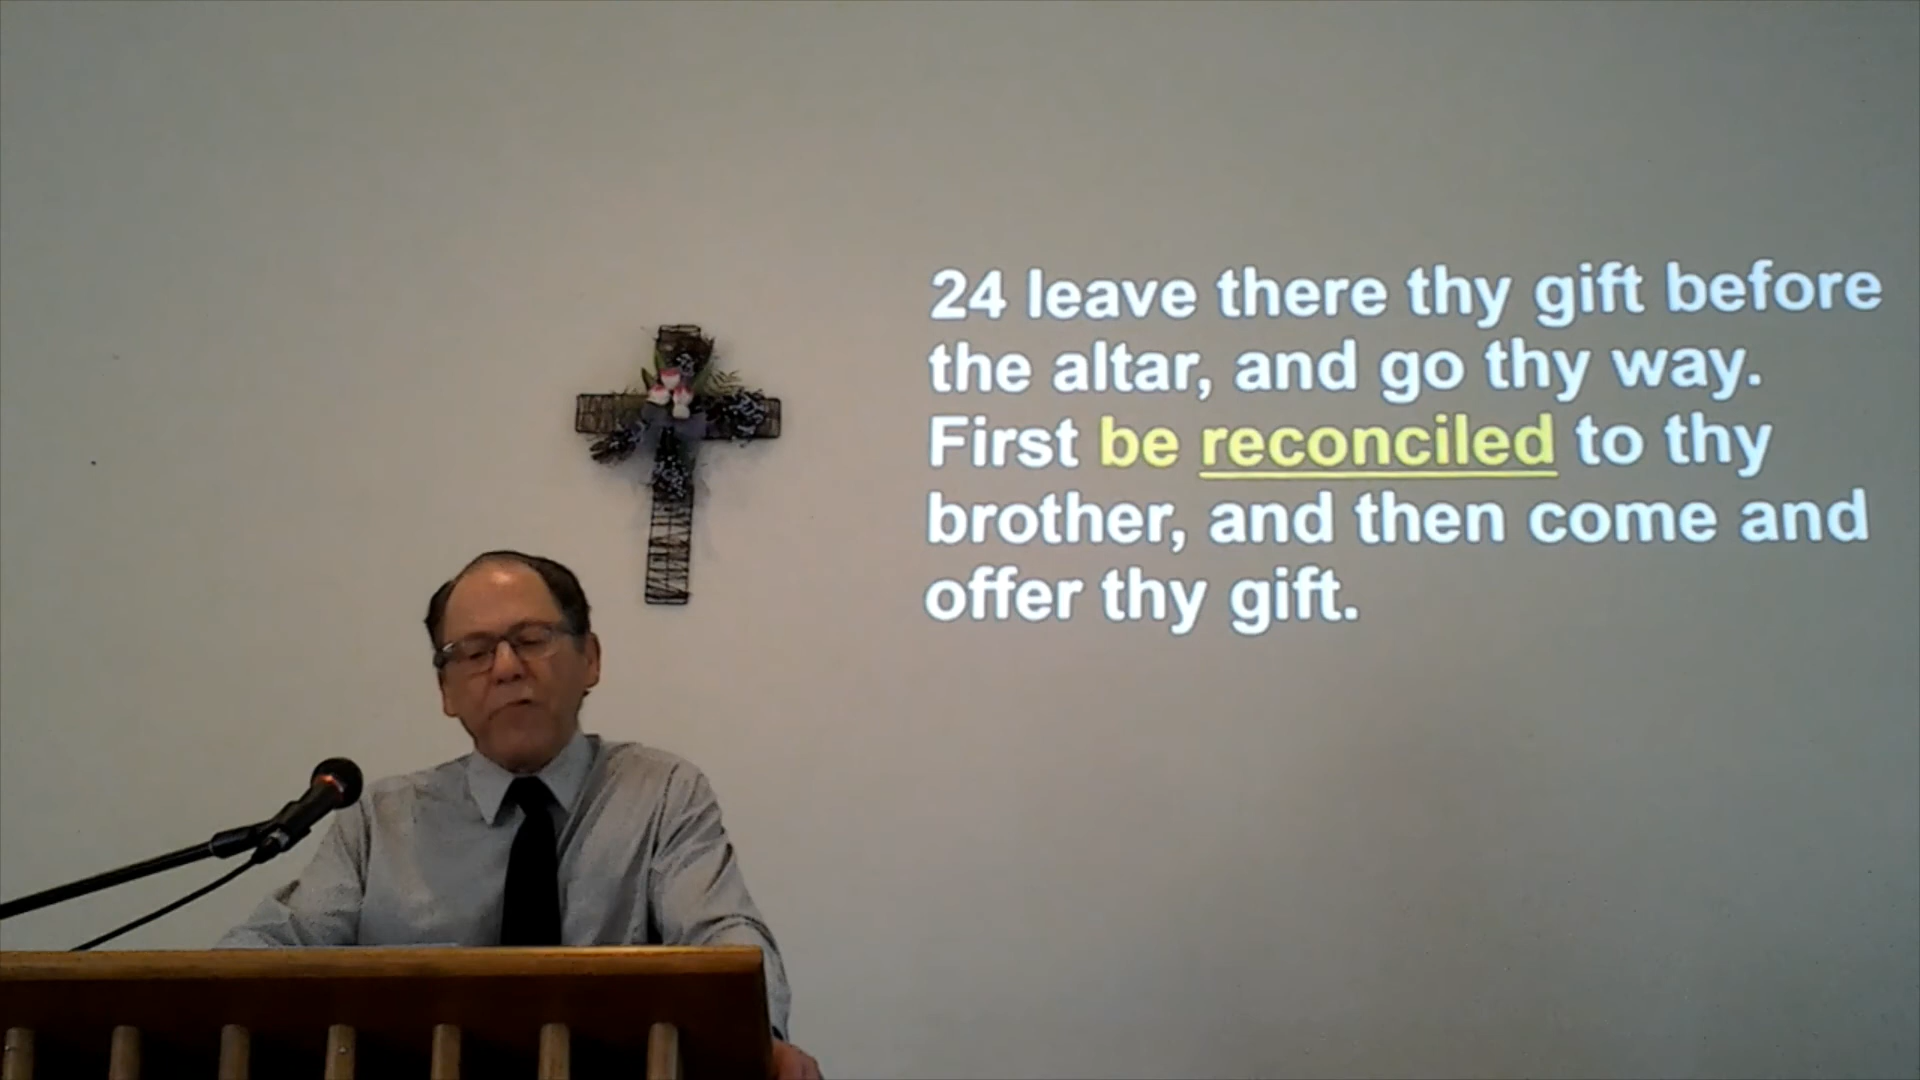 24 leave there thy gift before
the altar, and go thy way.
First be reconciled to thy
brother, and then come and
offer thy gift.